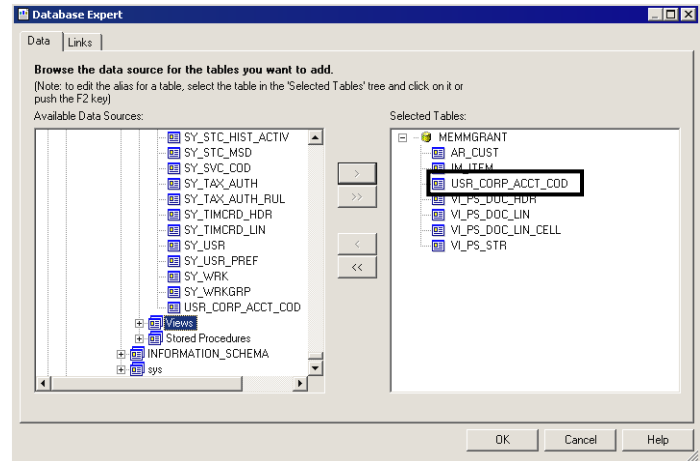 Database Expert
Data
Links
Browse the data source for the tables you want to add.
(Note: to edit the alias for a table, select the table in the 'Selected Tables' tree and click on it or
push the F2 key)
Available Data Sources:
Selected Tables:
SY_STC_HIST_ACTIV
SY_STC_MSD
SY_SVC_COD
SY_TAX_AUTH
SY_TAX_AUTH_RUL
SY_TIMCRD_HDR
SY_TIMCRD_LIN
SY_USR
SY_USR_PREF
SY_WRK
SY_WRKGRP
USR_CORP_ACCT_COD
Views
Stored Procedures
INFORMATION_SCHEMA
sys
>
>>
<
<<
MEMMGRANT
AR_CUST
IM_ITEM
USR_CORP_ACCT_COD
VI_PS_DOC_HDR
VI_PS_DOC_LIN
VI_PS_DOC_LIN_CELL
VI_PS_STR
OK
Cancel
Help